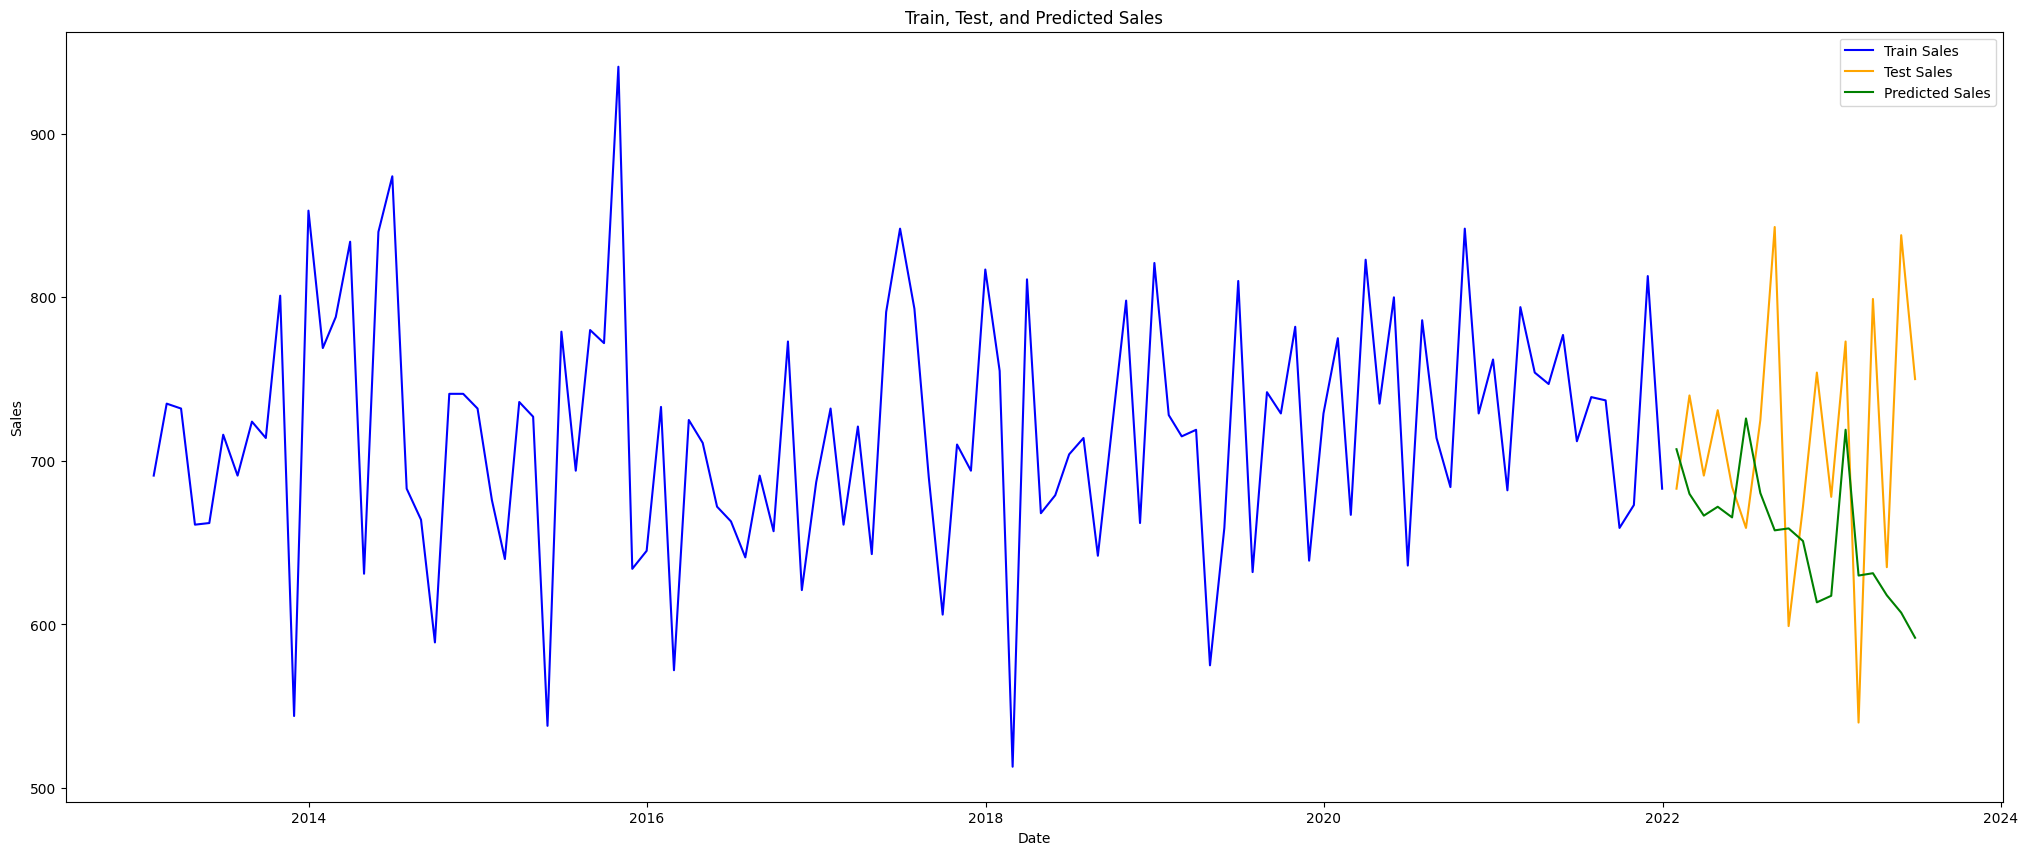 Train, Test, and Predicted Sales
Train Sales
Test Sales
Predicted Sales
900
800
700
600
500
Sales
2014
2016
2018
2020
2022
2024
Date